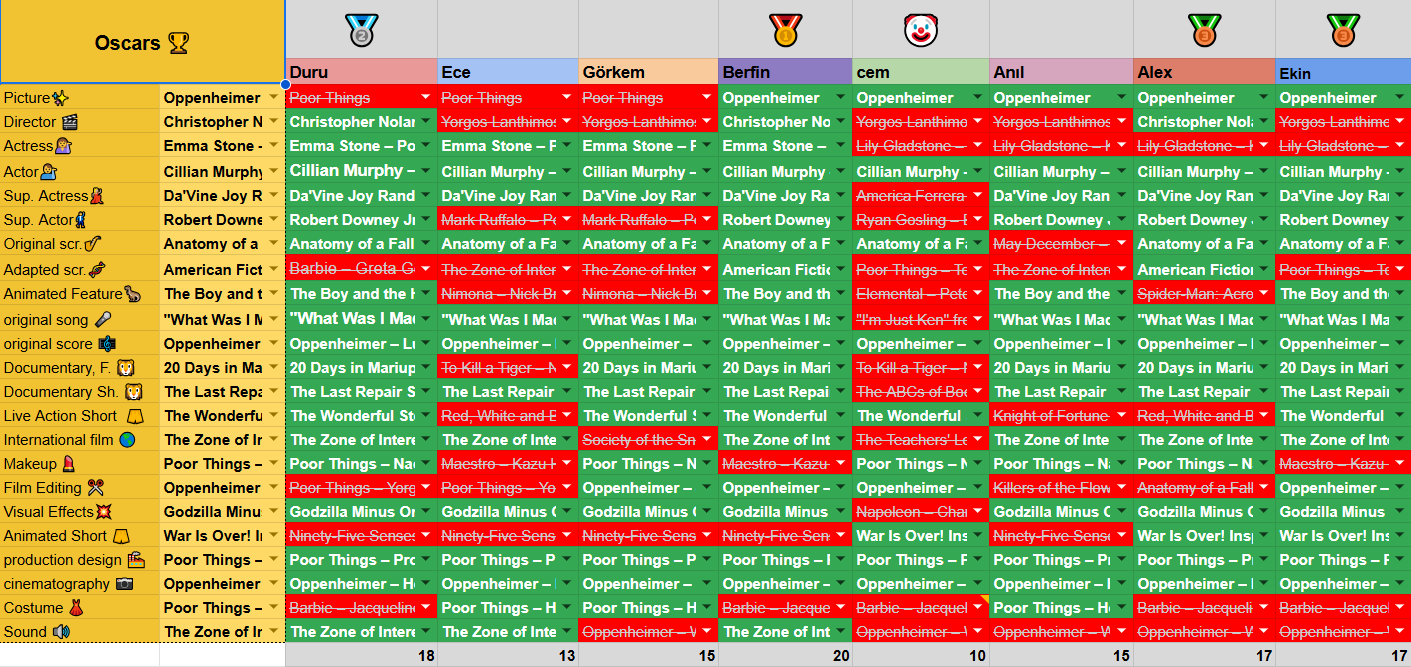 Oscars 🏆
Duru Ece Görkem Berfin cem Anıl Alex Ekin
Picture✨ Oppenheimer Poor Things Poor Things Poor Things Oppenheimer Oppenheimer Oppenheimer Oppenheimer Oppenheimer
Director 🎬 Christopher N Christopher Nolan Yorgos Lanthimos Yorgos Lanthimos Christopher No Yorgos Lanthimo Yorgos Lanthimos Christopher Nol Yorgos Lanthimo
Actress Emma Stone - Emma Stone – Po Emma Stone – F Emma Stone – F Emma Stone – Lily Gladstone – Lily Gladstone – Lily Gladstone – Lily Gladstone –
Actor Cillian Murphy Cillian Murphy – Cillian Murphy – Cillian Murphy – Cillian Murphy Cillian Murphy Cillian Murphy – Cillian Murphy – Cillian Murphy –
Sup. Actress💃 Da'Vine Joy R Da'Vine Joy Rand Da'Vine Joy Ran Da'Vine Joy Ran Da'Vine Joy R America Ferrera Da'Vine Joy Ran Da'Vine Joy Ran Da'Vine Joy Ra
Sup. Actor Robert Downe Robert Downey Jr Mark Ruffalo – Po Mark Ruffalo – Po Robert Downey Ryan Gosling – Robert Downey Robert Downey Robert Downey
Original scr. Anatomy of a Anatomy of a Fall Anatomy of a Fa Anatomy of a Fa Anatomy of a F Anatomy of a Fa May December – Anatomy of a Fa Anatomy of a F
Adapted scr. American Fict Barbie – Greta G The Zone of Inter The Zone of Inter American Fictio Poor Things – To The Zone of Inter American Fiction Poor Things – To
Animated Feature The Boy and t The Boy and the H Nimona – Nick Br Nimona – Nick Br The Boy and th Elemental – Pete The Boy and the Spider-Man: Acro The Boy and th
original song 🎤 "What Was I M "What Was I Mad "What Was I Mad "What Was I Mad "What Was I Ma "I'm Just Ken" fro "What Was I Mad "What Was I Mad "What Was I Ma
original score Oppenheimer Oppenheimer – Lu Oppenheimer – Oppenheimer – Oppenheimer – Oppenheimer – Oppenheimer – Oppenheimer – Oppenheimer –
Documentary, F. 20 Days in Ma 20 Days in Mariup To Kill a Tiger – N 20 Days in Mariu 20 Days in Mari To Kill a Tiger – 20 Days in Mariu 20 Days in Mariu 20 Days in Mari
Documentary Sh. The Last Repa The Last Repair S The Last Repair The Last Repair The Last Repair The ABCs of Boo The Last Repair The Last Repair The Last Repair
Live Action Short The Wonderfu The Wonderful Sto Red, White and B The Wonderful S The Wonderful The Wonderful Knight of Fortune Red, White and B The Wonderful
International film 🌍 The Zone of Ir The Zone of Intere The Zone of Inte Society of the Sn The Zone of Int The Teachers' Lo The Zone of Inte The Zone of Inte The Zone of Int
Makeup 💄 Poor Things – Poor Things – Nad Maestro – Kazu H Poor Things – N Maestro – Kazu Poor Things – N Poor Things – N Poor Things – N Maestro – Kazu
Film Editing ✂ Oppenheimer Poor Things – Yorg Poor Things – Yo Oppenheimer – Oppenheimer – Oppenheimer – Killers of the Flow Anatomy of a Fall Oppenheimer –
Visual Effects💥 Godzilla Minus Godzilla Minus On Godzilla Minus O Godzilla Minus O Godzilla Minus Napoleon – Char Godzilla Minus O Godzilla Minus O Godzilla Minus
Animated Short War Is Over! I Ninety-Five Sense Ninety-Five Sens Ninety-Five Sens Ninety-Five Sen War Is Over! Ins Ninety-Five Sens War Is Over! Insp War Is Over! Ins
production design Poor Things – Poor Things – Pro Poor Things – P Poor Things – P Poor Things – Poor Things – P Poor Things – P Poor Things – P Poor Things – P
cinematography 📷 Oppenheimer Oppenheimer – Ho Oppenheimer – Oppenheimer – Oppenheimer – Oppenheimer – Oppenheimer – Oppenheimer – Oppenheimer –
Costume Poor Things – Barbie – Jacqueline Poor Things – H Poor Things – H Barbie – Jacque Barbie – Jacquel Poor Things – H Barbie – Jacqueli Barbie – Jacque
Sound 🔊 The Zone of Ir The Zone of Intere The Zone of Inte Oppenheimer – W The Zone of Int Oppenheimer – Oppenheimer – W Oppenheimer – W Oppenheimer –
18 13 15 20 10 15 17 17